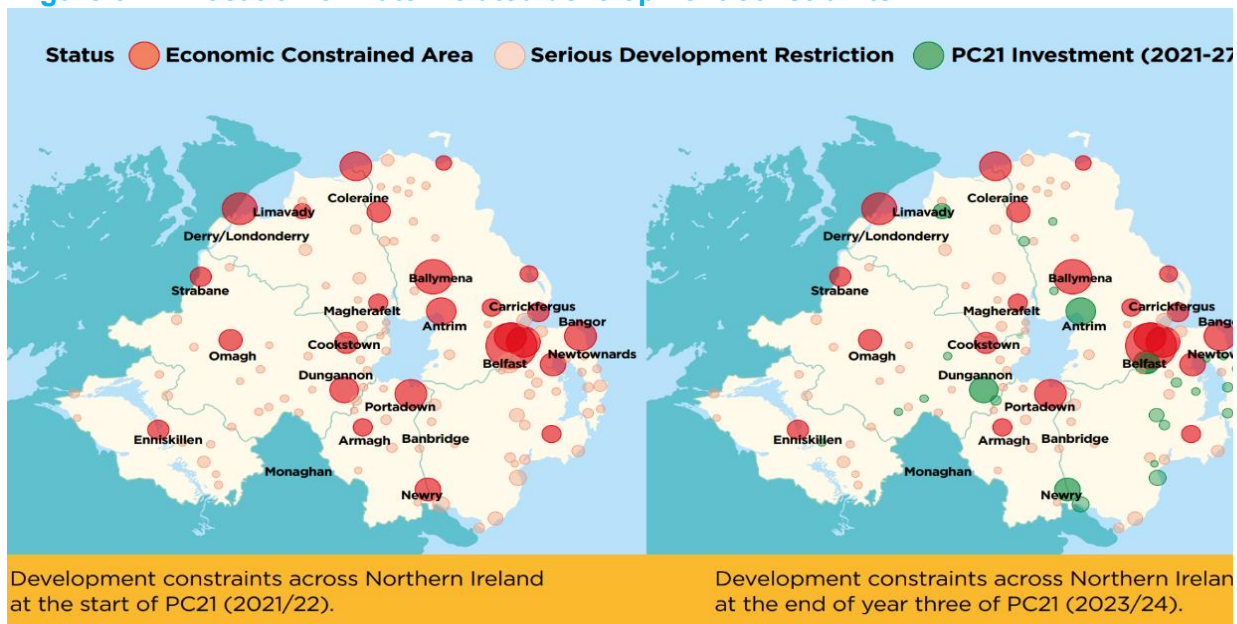 Status Economic Constrained Area Serious Development Restriction PC21 Investment (2021-27
Coleraine
Limavady
Derry/Londonderry
Ballymena
Strabane
Magherafelt
Carrickfergus
Antrim
Bangor
Omagh
Cookstown
Newtownards
Belfast
Dungannon
Portadown
Enniskillen
Armagh
Banbridge
Monaghan
Newry
Coleraine
Limavady
Derry/Londonderry
Ballymena
Strabane
Magherafelt
Carrickfergus
Antrim
Bango
Omagh
Cookstown
Newtow
Belfast
Dungannon
Portadown
Enniskillen
Armagh
Banbridge
Monaghan
Newry
Development constraints across Northern Ireland
at the start of PC21 (2021/22).
Development constraints across Northern Irelan
at the end of year three of PC21 (2023/24).